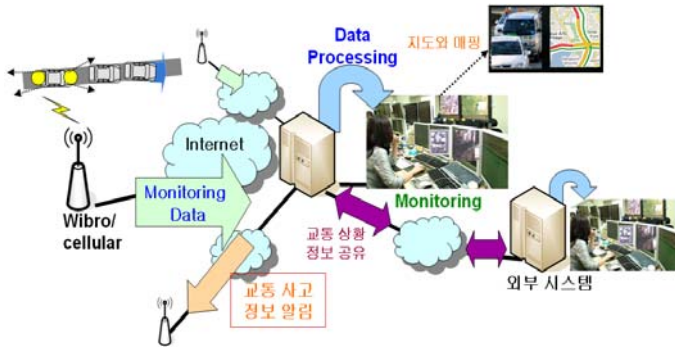 Data
Processing
지도와 매핑
Internet
Monitoring
Data
Wibro/
cellular
Monitoring
교통 상황
정보 공유
외부 시스템
교통 사고
정보 알림